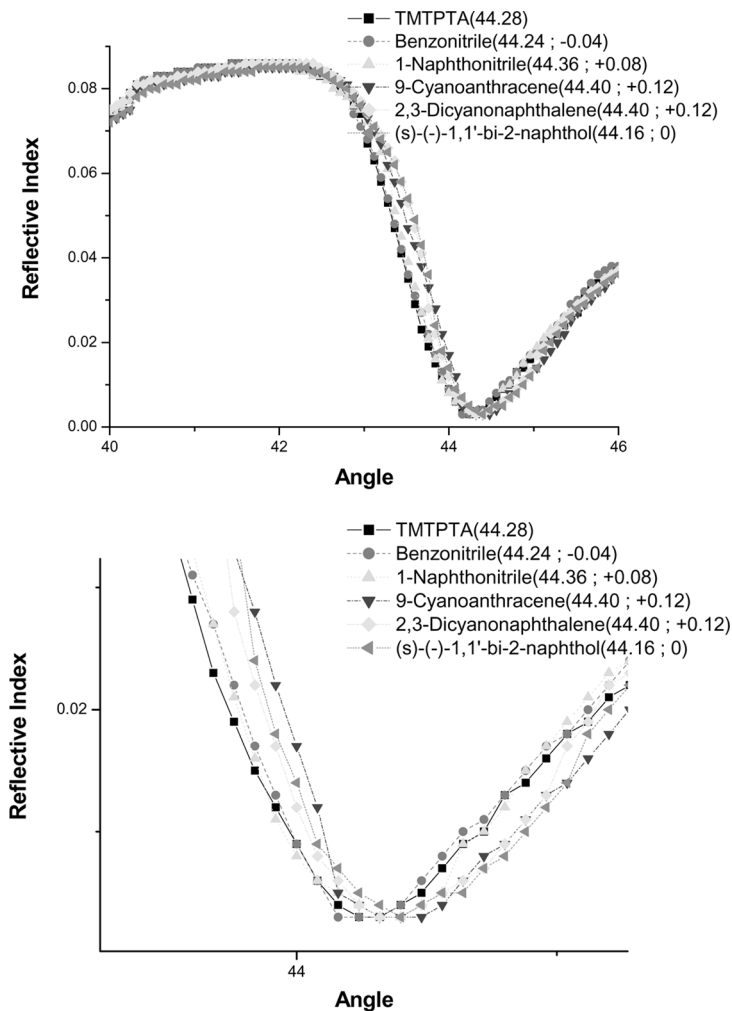 TMTPTA(44.28)
Benzonitrile(44.24 ; -0.04)
1-Naphthonitrile(44.36 ; +0.08)
9-Cyanoanthracene(44.40 ; +0.12)
2,3-Dicyanonaphthalene(44.40 ; +0.12)
(s)-(-)-1,1'-bi-2-naphthol(44.16 ; 0)
0.08
0.06
0.04
0.02
0.00
Reflective Index
40
42
44
46
Angle
TMTPTA(44.28)
Benzonitrile(44.24 ; -0.04)
1-Naphthonitrile(44.36 ; +0.08)
9-Cyanoanthracene(44.40 ; +0.12)
2,3-Dicyanonaphthalene(44.40 ; +0.12)
(s)-(-)-1,1'-bi-2-naphthol(44.16 ; 0)
0.02
Reflective Index
44
Angle